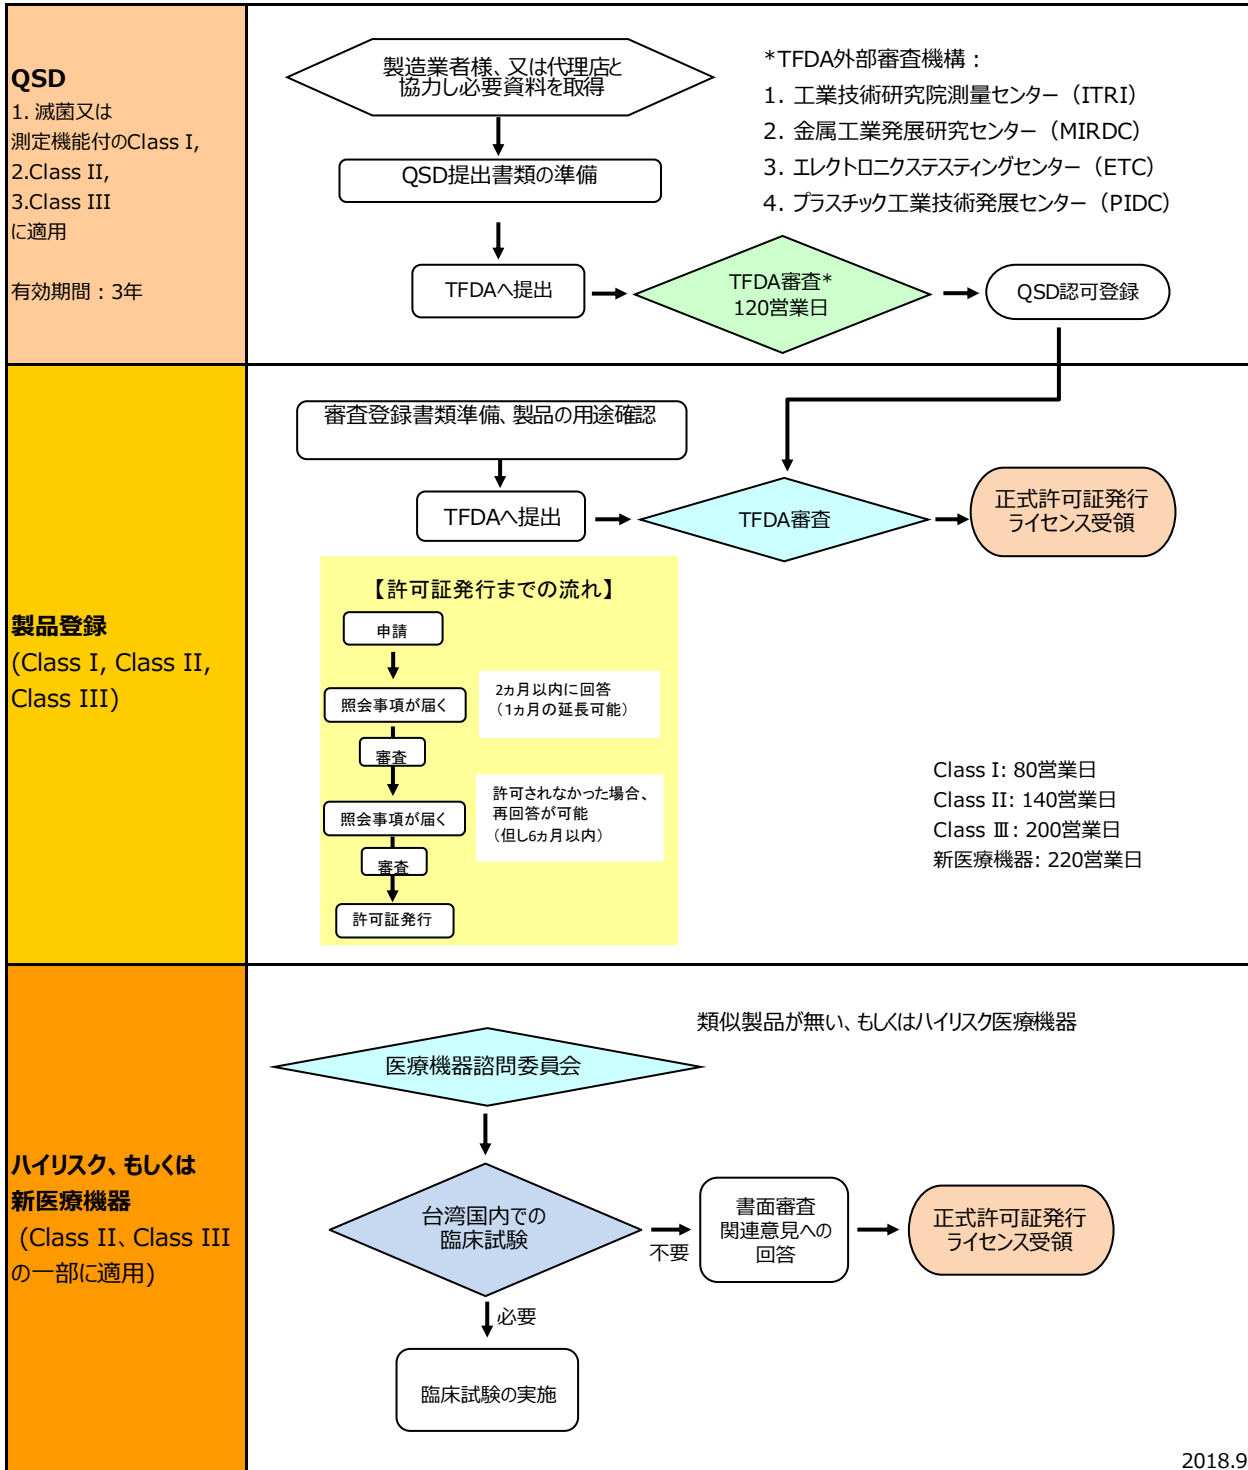 QSD
1. 滅菌又は
測定機能付のClass I,
2.Class II,
3.Class III
に適用
有効期間：3年
製造業者様、又は代理店と
協力し必要資料を取得
QSD提出書類の準備
TFDAへ提出
TFDA審査*
120営業日
QSD認可登録
*TFDA外部審査機構：
1. 工業技術研究院測量センター（ITRI）
2. 金属工業発展研究センター（MIRDC）
3. エレクトロニクステスティングセンター（ETC）
4. プラスチック工業技術発展センター（PIDC）
製品登録
(Class I, Class II,
Class III)
審査登録書類準備、製品の用途確認
TFDAへ提出
TFDA審査
正式許可証発行
ライセンス受領
【許可証発行までの流れ】
申請
照会事項が届く
2ヵ月以内に回答
（1ヵ月の延長可能）
審査
照会事項が届く
許可されなかった場合、
再回答が可能
（但し6ヵ月以内）
審査
許可証発行
Class I: 80営業日
Class II: 140営業日
Class Ⅲ: 200営業日
新医療機器: 220営業日
ハイリスク、もしくは
新医療機器
(Class II、Class III
の一部に適用)
類似製品が無い、もしくはハイリスク医療機器
医療機器諮問委員会
台湾国内での
臨床試験
不要
書面審査
関連意見への
回答
正式許可証発行
ライセンス受領
必要
臨床試験の実施
2018.9